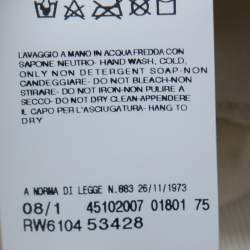 LAVAGGIO A MANO IN ACQUA FREDDA CON
SAPONE NEUTRO- HAND WASH, COLD,
ONLY NON DETERGENT SOAP-NON
CANDEGGIARE- DO NOT BLEACH-NON
STIRARE- DO NOT IRON-NON PULIRE A
SECCO- DO NOT DRY CLEAN-APPENDERE
IL CAPO PER L'ASCIUGATURA- HANG TO
DRY
A NORMA DI LEGGE N.883 26/11/1973
08/1 45102007 01801 75
RW6104 53428